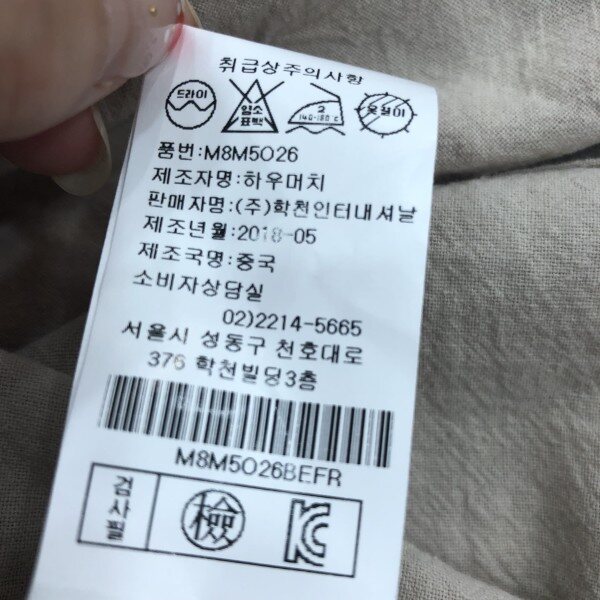 취급상주의사항
드라이 염소 표백 2 140-160℃ 옷걸이
품번:M8M5026
제조자명:하우머치
판매자명:(주)학천인터내셔날
제조년월:2018-05
제조국명:중국
소비자상담실
02)2214-5665
서울시 성동구 천호대로
376 학천빌딩3층
M8M5026BEFR
검사필 檢